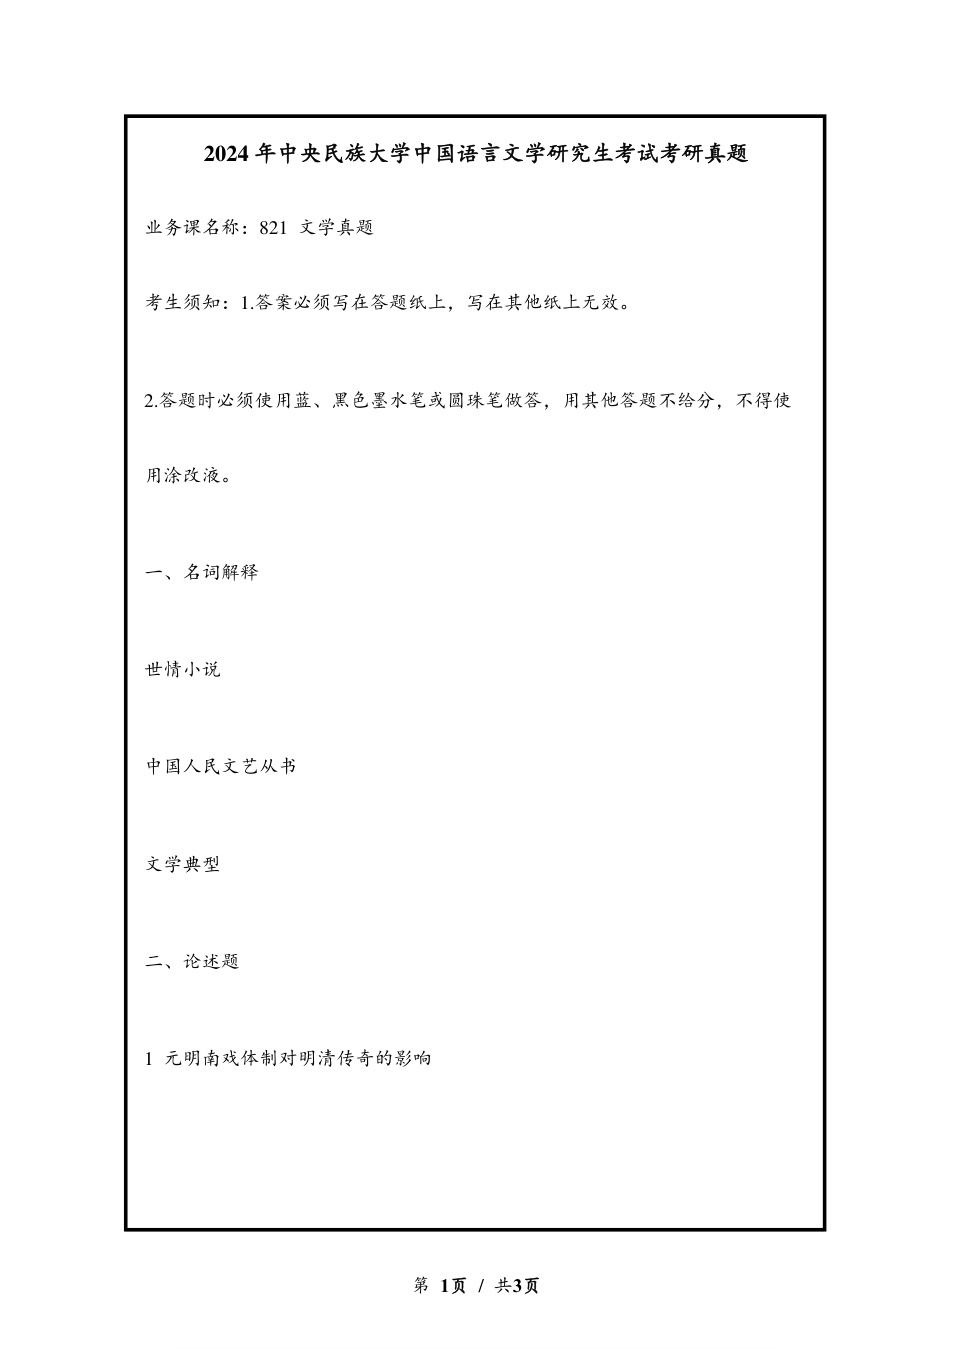 2024 年中央民族大学中国语言文学研究生考试考研真题
业务课名称：821 文学真题
考生须知：1.答案必须写在答题纸上，写在其他纸上无效。
2.答题时必须使用蓝、黑色墨水笔或圆珠笔做答，用其他答题不给分，不得使
用涂改液。
一、名词解释
世情小说
中国人民文艺丛书
文学典型
二、论述题
1 元明南戏体制对明清传奇的影响
第 1页 / 共3页